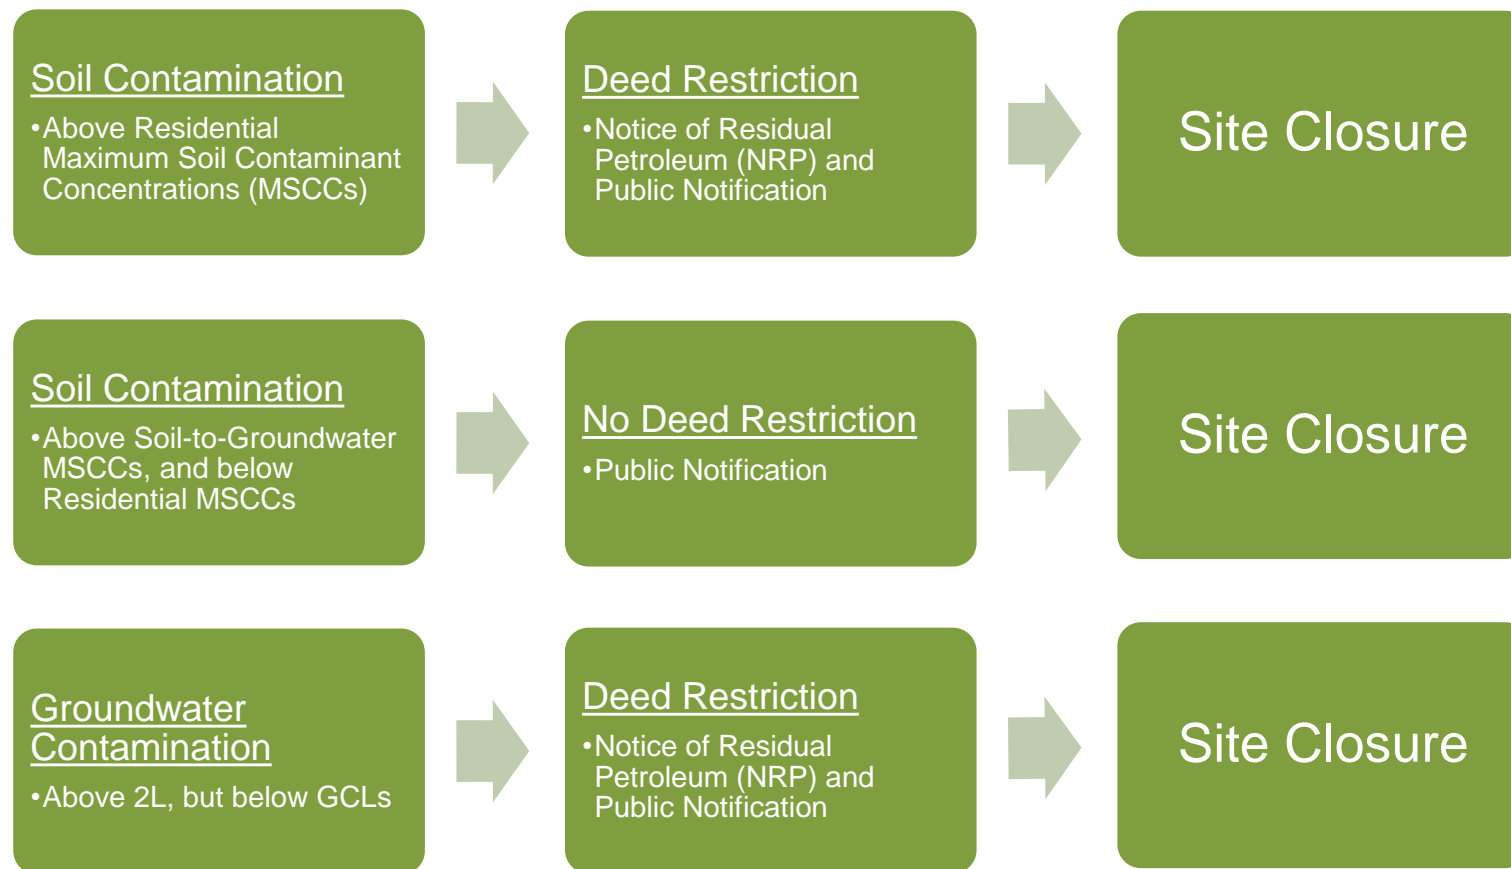 Soil Contamination
•Above Residential
Maximum Soil Contaminant
Concentrations (MSCCs)
Deed Restriction
•Notice of Residual
Petroleum (NRP) and
Public Notification
Site Closure
Soil Contamination
•Above Soil-to-Groundwater
MSCCs, and below
Residential MSCCs
No Deed Restriction
•Public Notification
Site Closure
Groundwater
Contamination
•Above 2L, but below GCLs
Deed Restriction
•Notice of Residual
Petroleum (NRP) and
Public Notification
Site Closure